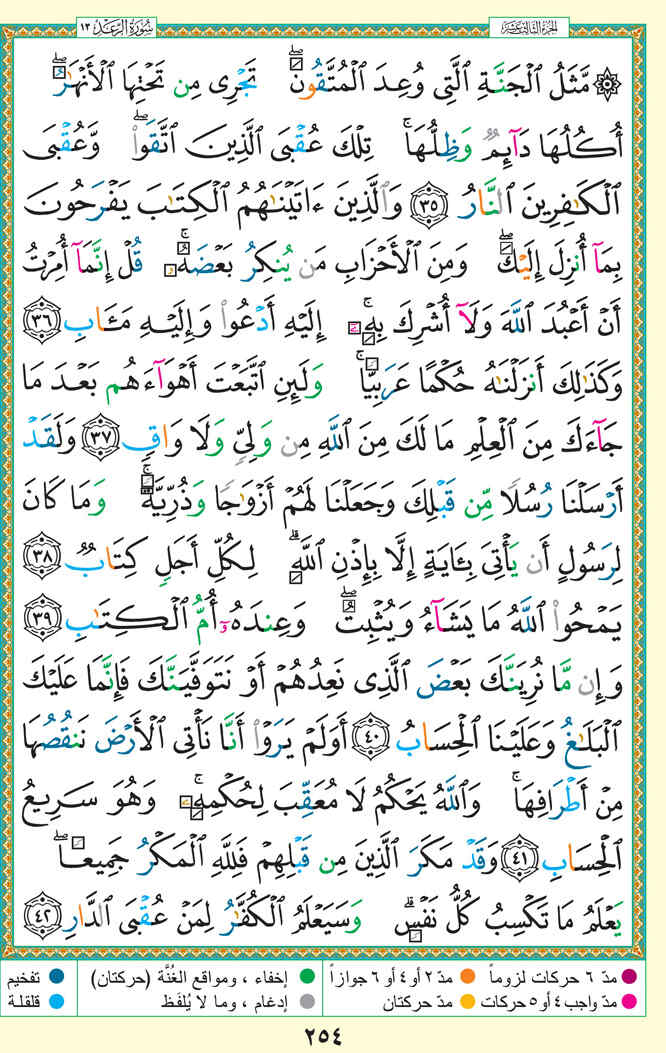 الجزء الثالث عشر
سُورَةُ الرَّعْدِ ١٣
۞ مَّثَلُ ٱلْجَنَّةِ ٱلَّتِى وُعِدَ ٱلْمُتَّقُونَ ۖ تَجْرِى مِن تَحْتِهَا ٱلْأَنْهَٰرُ ۖ
أُكُلُهَا دَآئِمٌ وَظِلُّهَا ۚ تِلْكَ عُقْبَى ٱلَّذِينَ ٱتَّقَوا۟ ۖ وَّعُقْبَى
ٱلْكَٰفِرِينَ ٱلنَّارُ ٣٥ وَٱلَّذِينَ ءَاتَيْنَٰهُمُ ٱلْكِتَٰبَ يَفْرَحُونَ
بِمَآ أُنزِلَ إِلَيْكَ ۖ وَمِنَ ٱلْأَحْزَابِ مَن يُنكِرُ بَعْضَهُۥ ۚ قُلْ إِنَّمَآ أُمِرْتُ
أَنْ أَعْبُدَ ٱللَّهَ وَلَآ أُشْرِكَ بِهِۦٓ ۚ إِلَيْهِ أَدْعُوا۟ وَإِلَيْهِ مَـَٔابِ ٣٦
وَكَذَٰلِكَ أَنزَلْنَٰهُ حُكْمًا عَرَبِيًّا ۚ وَلَئِنِ ٱتَّبَعْتَ أَهْوَآءَهُم بَعْدَ مَا
جَآءَكَ مِنَ ٱلْعِلْمِ مَا لَكَ مِنَ ٱللَّهِ مِن وَلِىٍّ وَلَا وَاقٍ ٣٧ وَلَقَدْ
أَرْسَلْنَا رُسُلًا مِّن قَبْلِكَ وَجَعَلْنَا لَهُمْ أَزْوَٰجًا وَذُرِّيَّةً ۚ وَمَا كَانَ
لِرَسُولٍ أَن يَأْتِىَ بِـَٔايَةٍ إِلَّا بِإِذْنِ ٱللَّهِ ۗ لِكُلِّ أَجَلٍ كِتَابٌ ٣٨
يَمْحُوا۟ ٱللَّهُ مَا يَشَآءُ وَيُثْبِتُ ۖ وَعِندَهُۥٓ أُمُّ ٱلْكِتَٰبِ ٣٩
وَإِن مَّا نُرِيَنَّكَ بَعْضَ ٱلَّذِى نَعِدُهُمْ أَوْ نَتَوَفَّيَنَّكَ فَإِنَّمَا عَلَيْكَ
ٱلْبَلَٰغُ وَعَلَيْنَا ٱلْحِسَابُ ٤٠ أَوَلَمْ يَرَوْا۟ أَنَّا نَأْتِى ٱلْأَرْضَ نَنقُصُهَا
مِنْ أَطْرَافِهَا ۚ وَٱللَّهُ يَحْكُمُ لَا مُعَقِّبَ لِحُكْمِهِۦ ۚ وَهُوَ سَرِيعُ
ٱلْحِسَابِ ٤١ وَقَدْ مَكَرَ ٱلَّذِينَ مِن قَبْلِهِمْ فَلِلَّهِ ٱلْمَكْرُ جَمِيعًا ۖ
يَعْلَمُ مَا تَكْسِبُ كُلُّ نَفْسٍ ۗ وَسَيَعْلَمُ ٱلْكُفَّٰرُ لِمَنْ عُقْبَى ٱلدَّارِ ٤٢
مدّ ٦ حركات لزوماً مدّ ٢ أو ٤ أو ٦ جوازاً إخفاء ، ومواقع الغُنَّة (حركتان) تفخيم
مدّ واجب ٤ أو ٥ حركات مدّ حركتان إدغام ، وما لا يُلفَظ قلقلة
٢٥٤